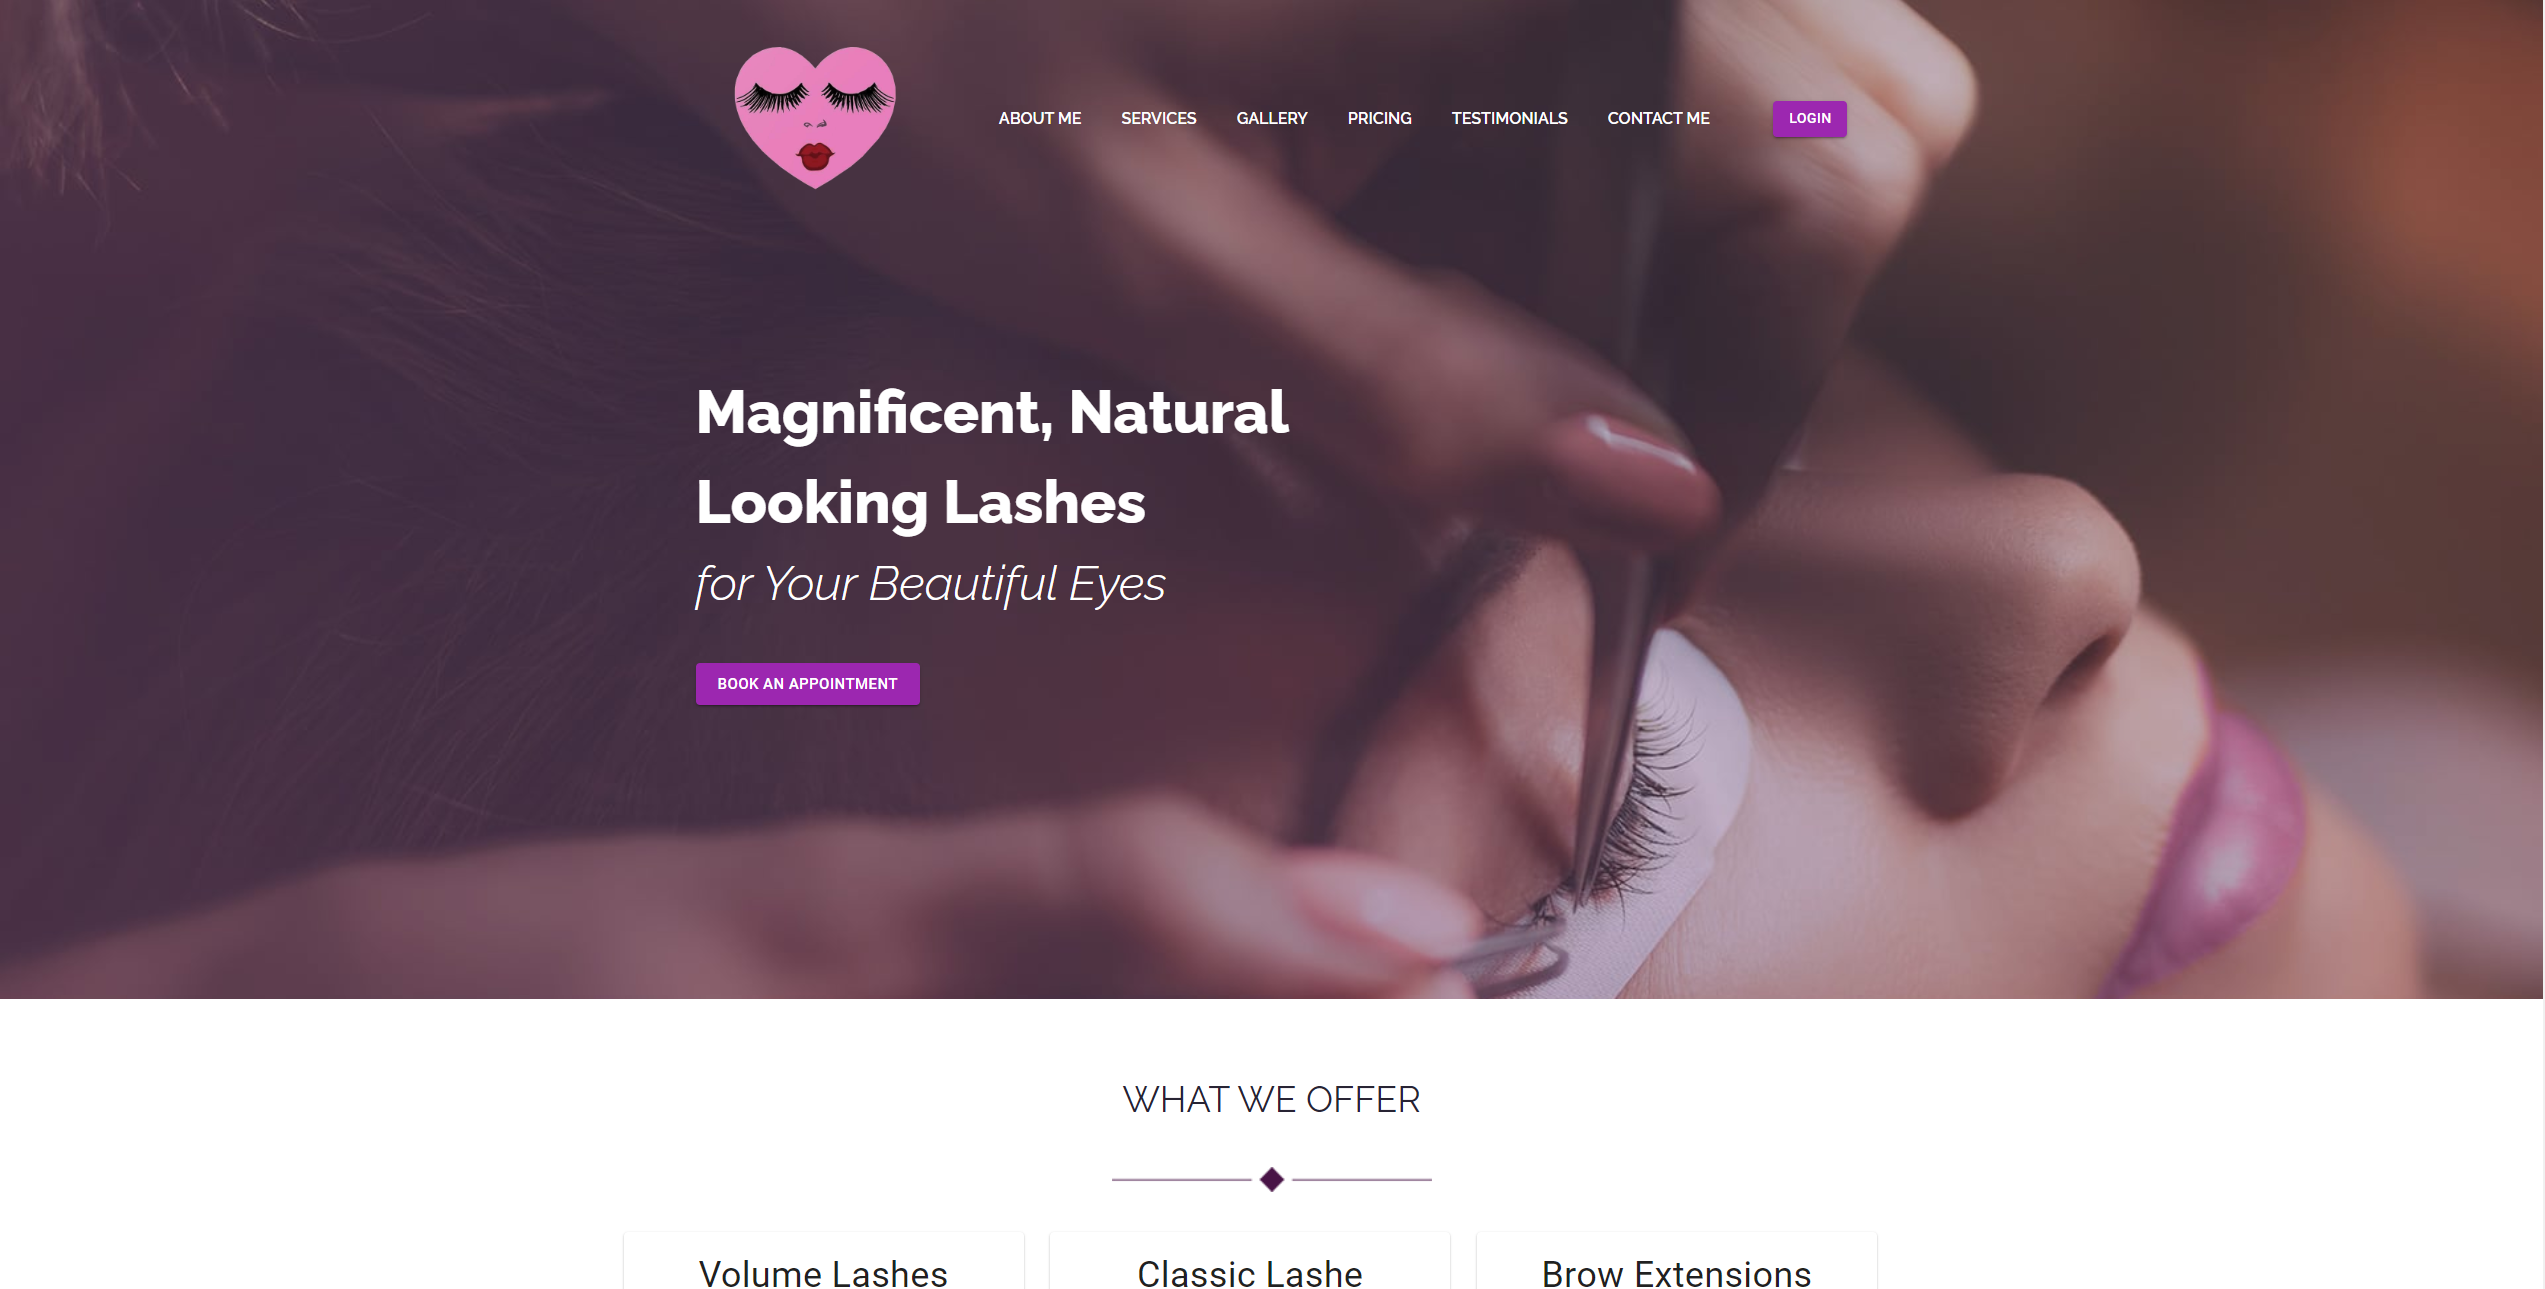 ABOUT ME SERVICES GALLERY PRICING TESTIMONIALS CONTACT ME LOGIN
Magnificent, Natural
Looking Lashes
for Your Beautiful Eyes
BOOK AN APPOINTMENT
WHAT WE OFFER
Volume Lashes Classic Lashe Brow Extensions